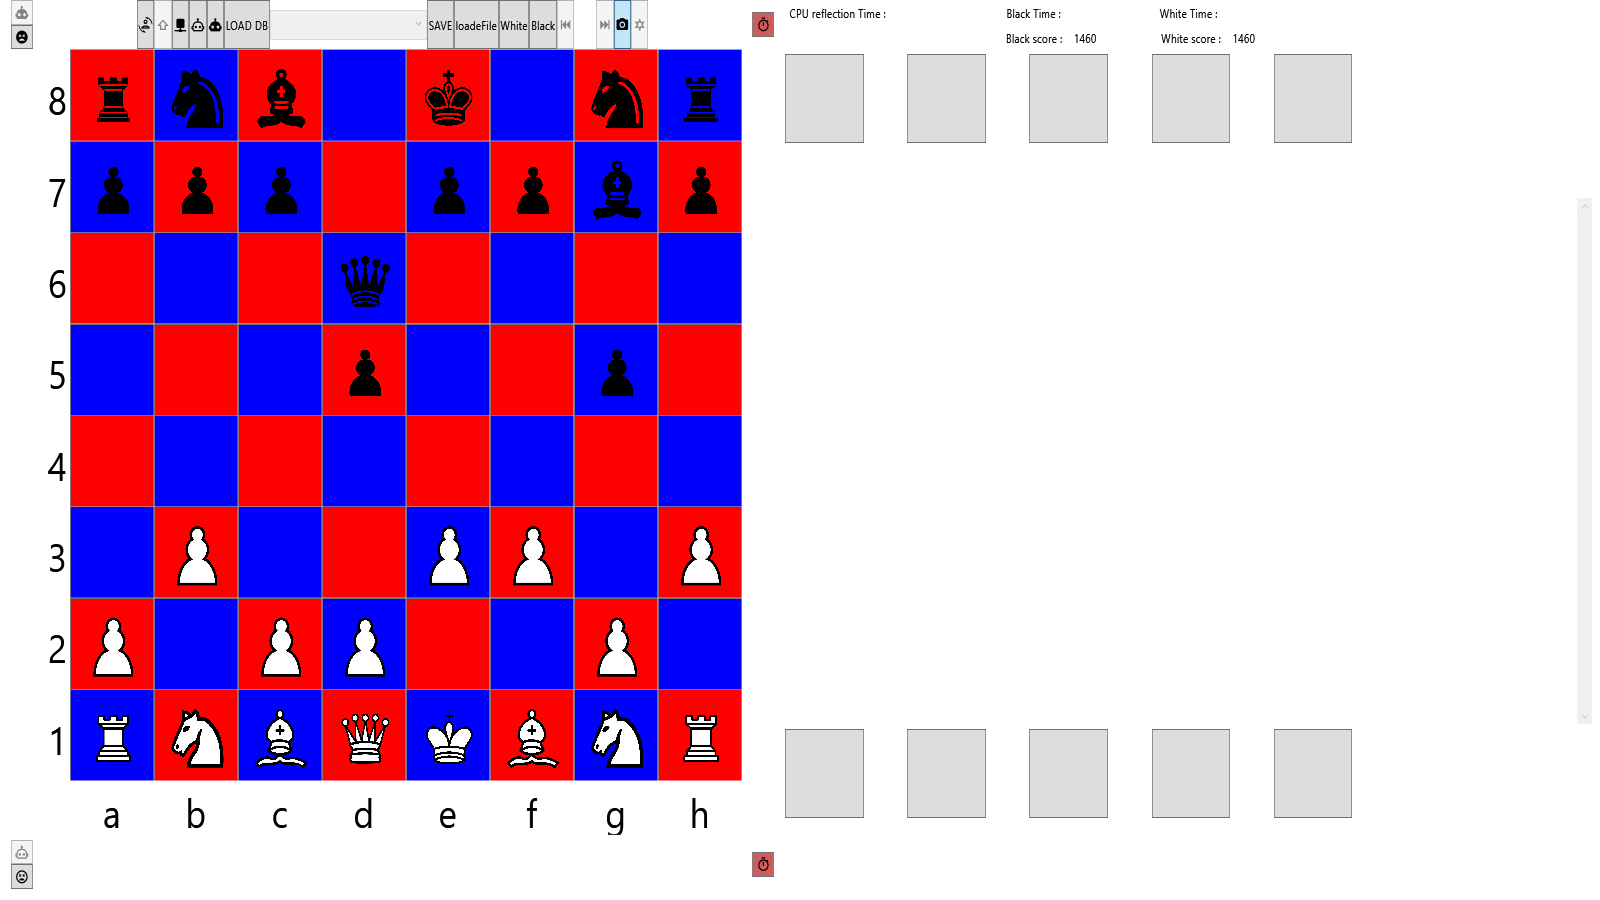 LOAD DB SAVE loadeFile White Black
CPU reflection Time : Black Time : White Time :
Black score : 1460 White score : 1460
8
7
6
5
4
3
2
1
a b c d e f g h